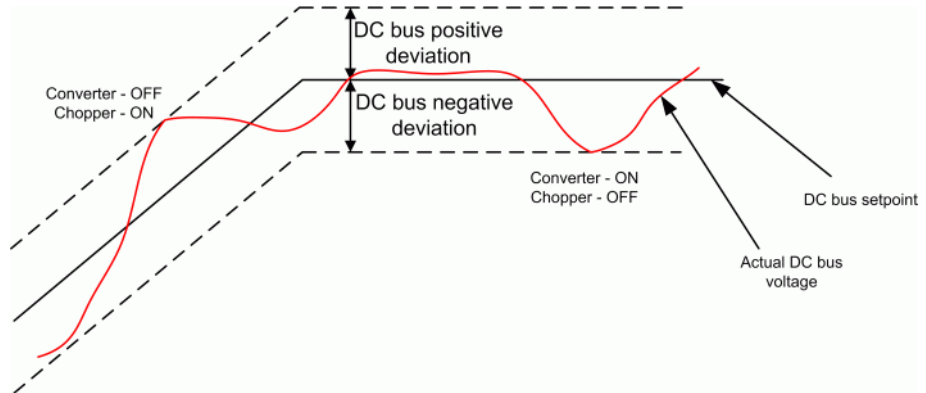 DC bus positive
deviation
Converter - OFF
Chopper - ON
DC bus negative
deviation
Converter - ON
Chopper - OFF
DC bus setpoint
Actual DC bus
voltage